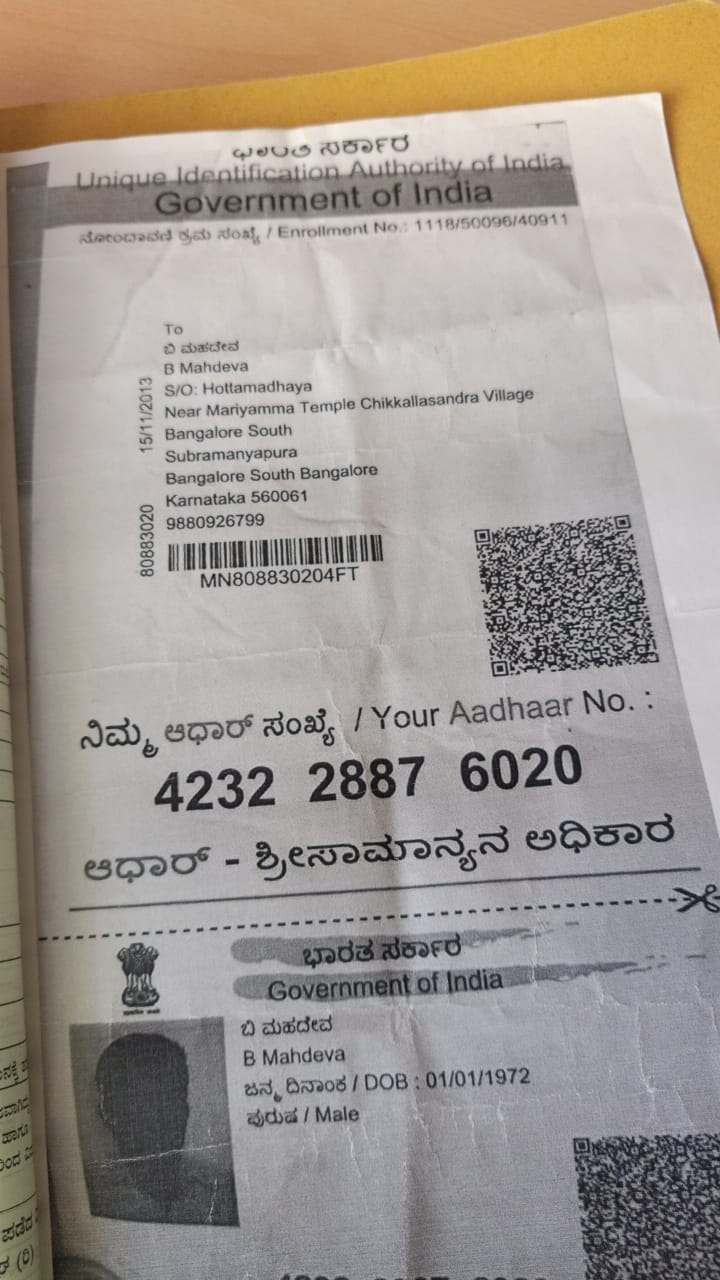 ಭಾರತ ಸರ್ಕಾರ
Unique Identification Authority of India
Government of India
ನೋಂದಾವಣಿ ಕ್ರಮ ಸಂಖ್ಯೆ / Enrollment No.: 1118/50096/40911
To
ಬಿ ಮಹದೇವ
B Mahdeva
S/O: Hottamadhaya
Near Mariyamma Temple Chikkallasandra Village
Bangalore South
Subramanyapura
Bangalore South Bangalore
Karnataka 560061
9880926799
15/11/2013
80883020
MN808830204FT
ನಿಮ್ಮ ಆಧಾರ್ ಸಂಖ್ಯೆ / Your Aadhaar No. :
4232 2887 6020
ಆಧಾರ್ - ಶ್ರೀಸಾಮಾನ್ಯನ ಅಧಿಕಾರ
ಭಾರತ ಸರ್ಕಾರ
Government of India
ಬಿ ಮಹದೇವ
B Mahdeva
ಜನ್ಮ ದಿನಾಂಕ / DOB : 01/01/1972
ಪುರುಷ / Male